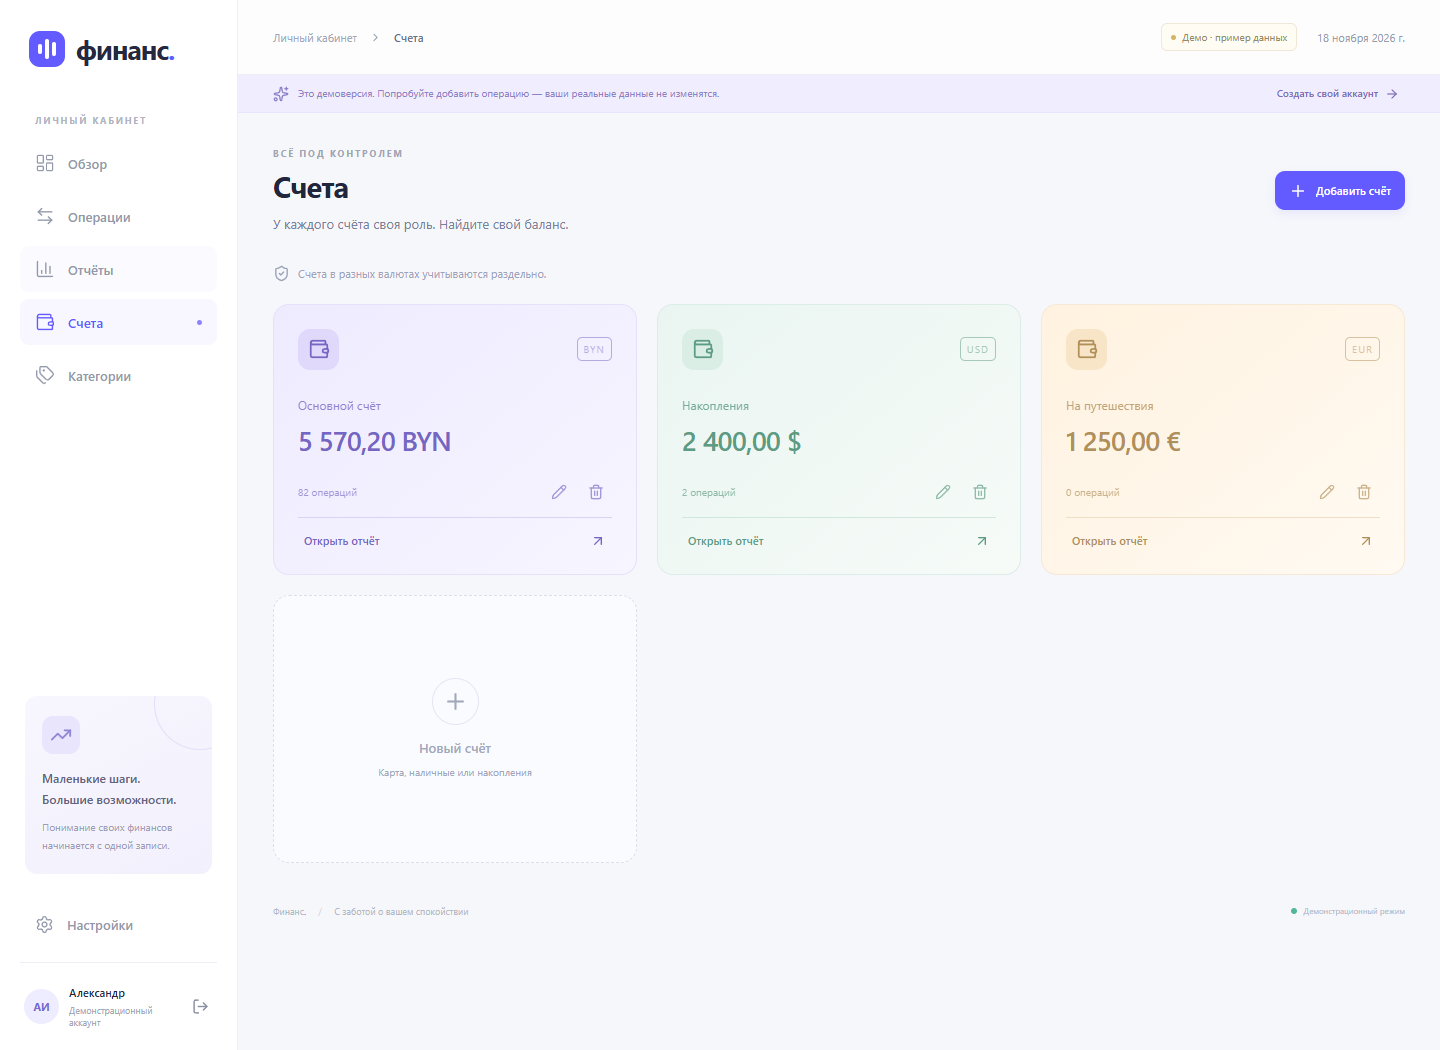 финанс.
ЛИЧНЫЙ КАБИНЕТ
Обзор
Операции
Отчёты
Счета
Категории
Маленькие шаги.
Большие возможности.
Понимание своих финансов
начинается с одной записи.
Настройки
АИ
Александр
Демонстрационный
аккаунт
Личный кабинет
Счета
Демо · пример данных
18 ноября 2026 г.
Это демоверсия. Попробуйте добавить операцию — ваши реальные данные не изменятся.
Создать свой аккаунт
ВСЁ ПОД КОНТРОЛЕМ
Счета
У каждого счёта своя роль. Найдите свой баланс.
Добавить счёт
Счета в разных валютах учитываются раздельно.
BYN
Основной счёт
5 570,20 BYN
82 операций
Открыть отчёт
USD
Накопления
2 400,00 $
2 операций
Открыть отчёт
EUR
На путешествия
1 250,00 €
0 операций
Открыть отчёт
Новый счёт
Карта, наличные или накопления
Финанс. / С заботой о вашем спокойствии
Демонстрационный режим